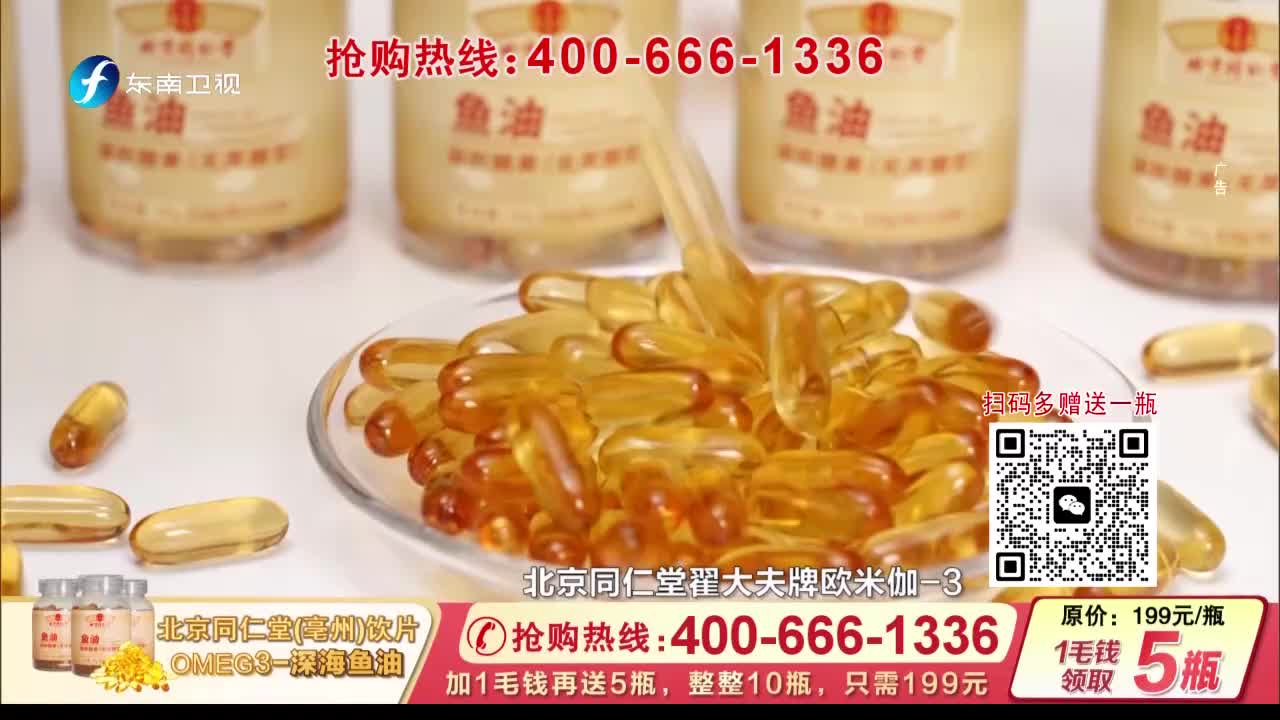 抢购热线:400-666-1336
东南卫视
鱼油
鱼油
鱼油
鱼油
广告
扫码多赠送一瓶
北京同仁堂翟大夫牌欧米伽-3
北京同仁堂(亳州)饮片
OMEG3-深海鱼油
抢购热线:400-666-1336
加1毛钱再送5瓶，整整10瓶，只需199元
原价：199元/瓶
1毛钱
领取
5瓶